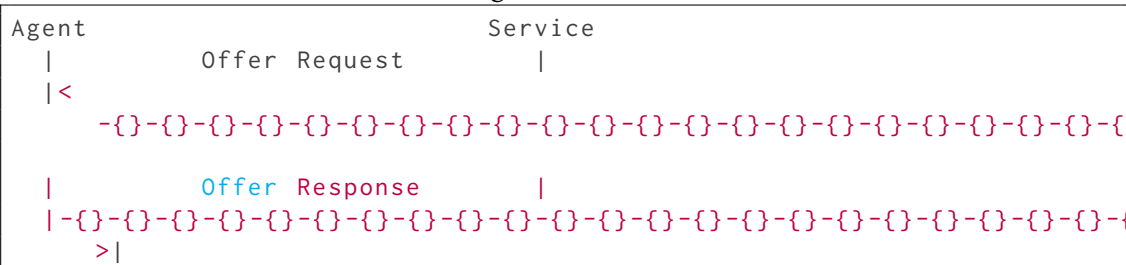 Agent Service
| Offer Request |
|<
-{}-{}-{}-{}-{}-{}-{}-{}-{}-{}-{}-{}-{}-{}-{}-{}-{}-{}-{}-{}-{}-{
| Offer Response |
|-{}-{}-{}-{}-{}-{}-{}-{}-{}-{}-{}-{}-{}-{}-{}-{}-{}-{}-{}-{}-{}-{}-{
>|